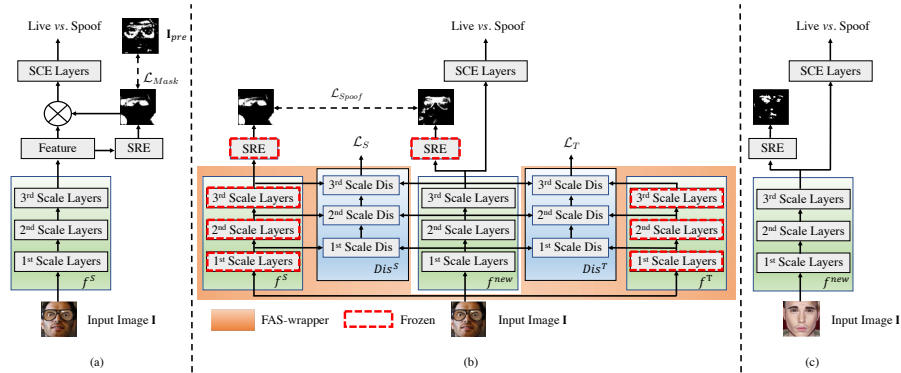 Live vs. Spoof
SCE Layers
I_pre
ℒ_Mask
Feature
SRE
3rd Scale Layers
2nd Scale Layers
1st Scale Layers
f^S
Input Image I
(a)
Live vs. Spoof
SCE Layers
ℒ_Spoof
SRE
SRE
ℒ_S
ℒ_T
3rd Scale Layers
3rd Scale Dis
3rd Scale Layers
3rd Scale Dis
3rd Scale Layers
2nd Scale Layers
2nd Scale Dis
2nd Scale Layers
2nd Scale Dis
2nd Scale Layers
1st Scale Layers
1st Scale Dis
1st Scale Layers
1st Scale Dis
1st Scale Layers
f^S
Dis^S
f^new
Dis^T
f^T
FAS-wrapper
Frozen
Input Image I
(b)
Live vs. Spoof
SCE Layers
SRE
3rd Scale Layers
2nd Scale Layers
1st Scale Layers
f^new
Input Image I
(c)